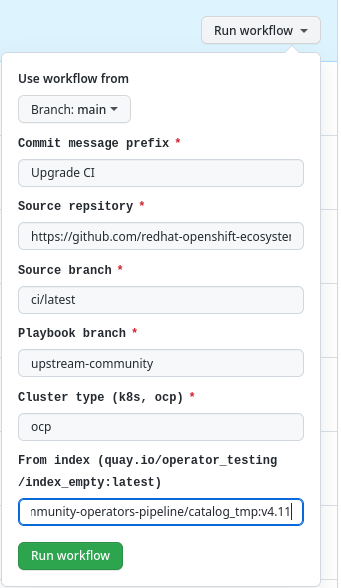 Run workflow
Use workflow from
Branch: main
Commit message prefix *
Upgrade CI
Source repsitory *
https://github.com/redhat-openshift-ecosyster
Source branch *
ci/latest
Playbook branch *
upstream-community
Cluster type (k8s, ocp) *
ocp
From index (quay.io/operator_testing
/index_empty:latest)
nmunity-operators-pipeline/catalog_tmp:v4.11
Run workflow